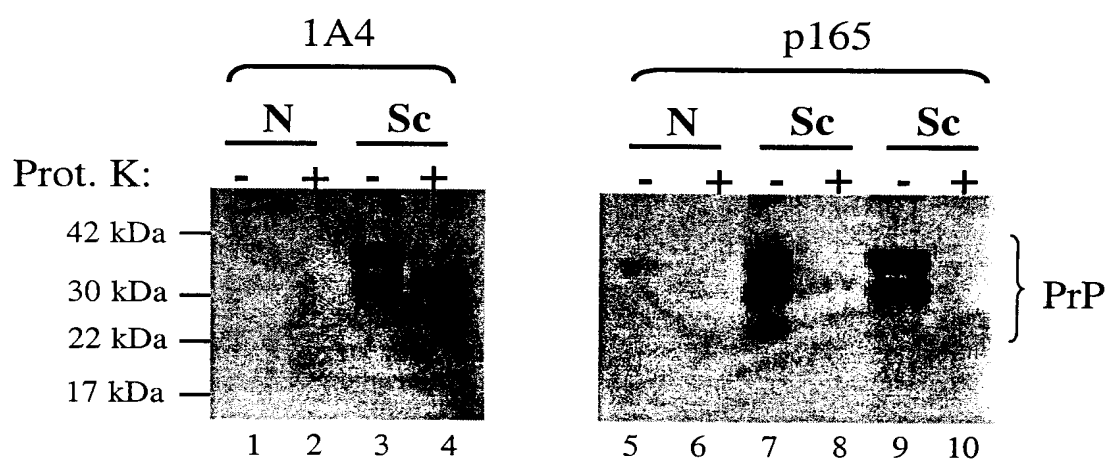 1A4 p165
N Sc N Sc Sc
Prot. K: - + - + - + - + - +
42 kDa
30 kDa PrP
22 kDa
17 kDa
1 2 3 4 5 6 7 8 9 10